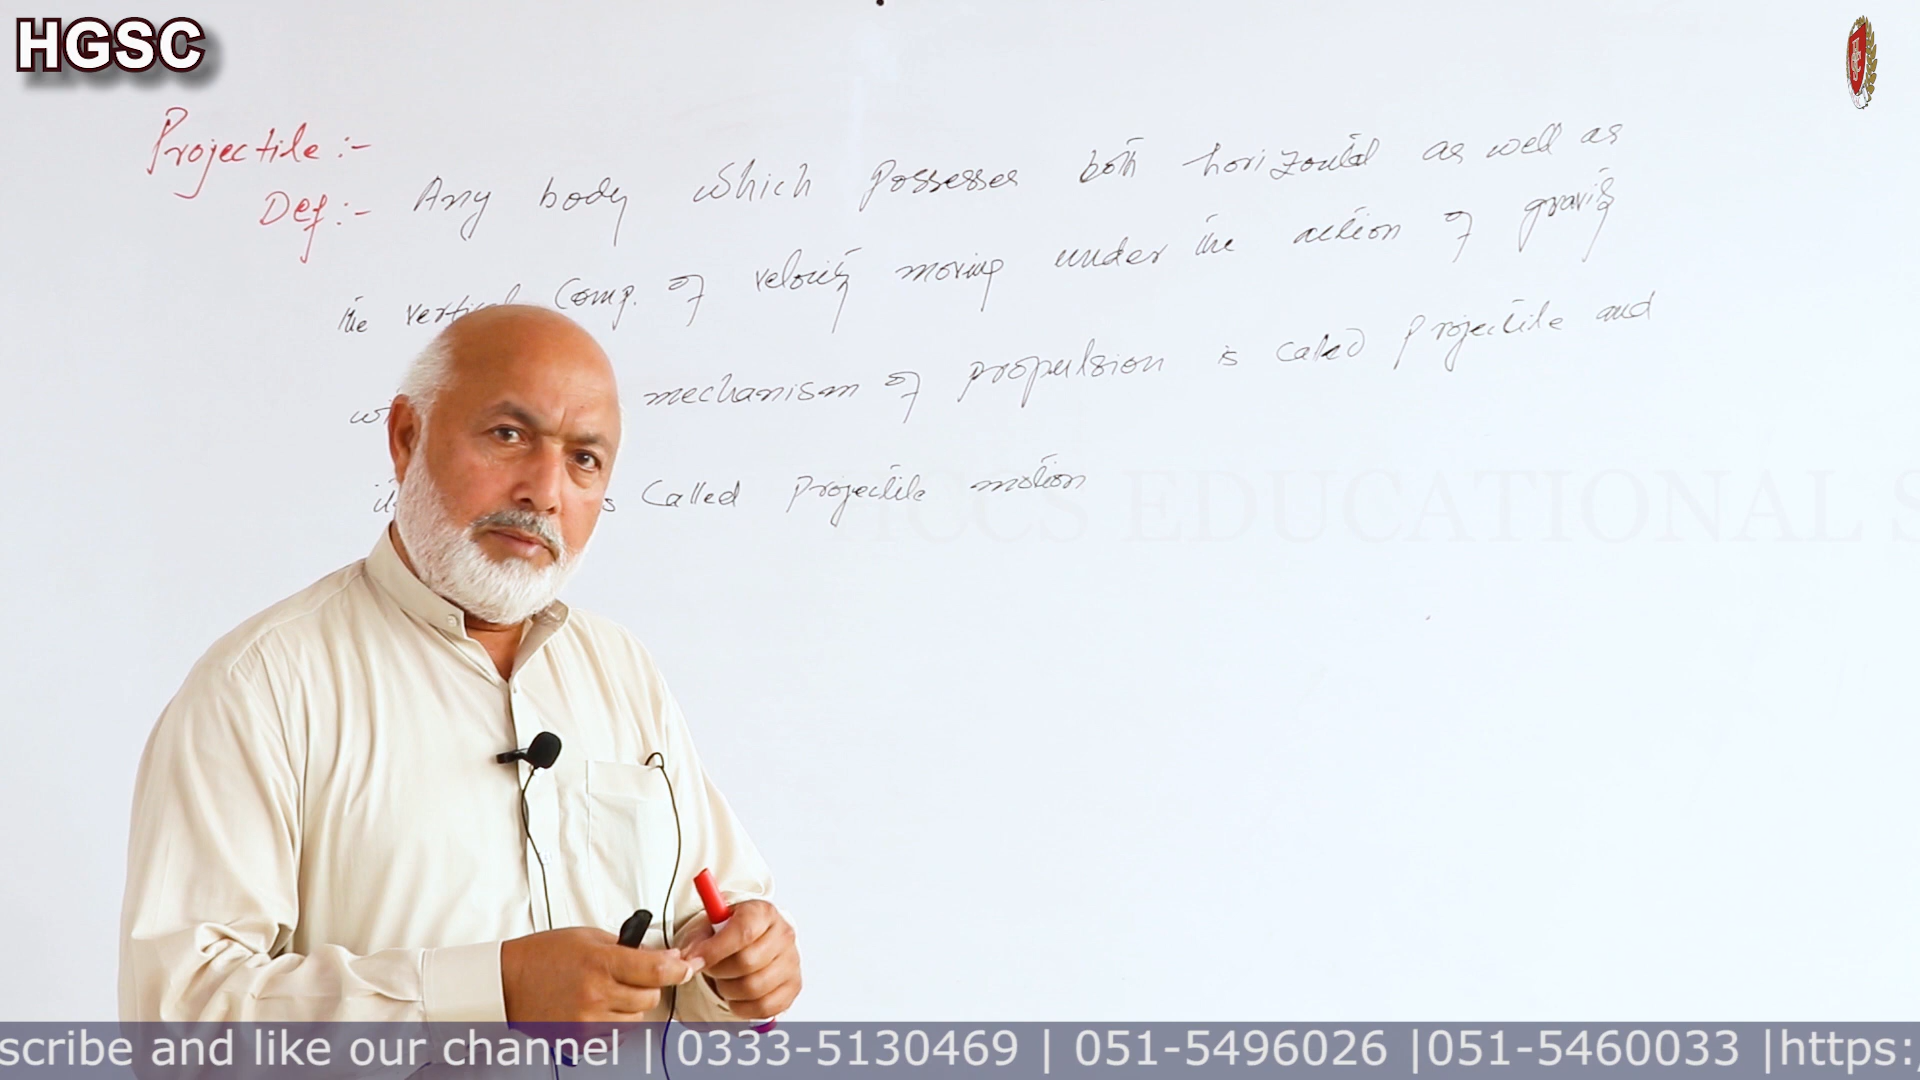 HGSC
Projectile :-
Def :- Any body which Possesses both horizontal as well as
the vertical Comp. of velocity moving under the action of gravity
mechanism of propulsion is called Projectile and
Called Projectile motion
HCCS EDUCATIONAL S
scribe and like our channel | 0333-5130469 | 051-5496026 |051-5460033 |https:/